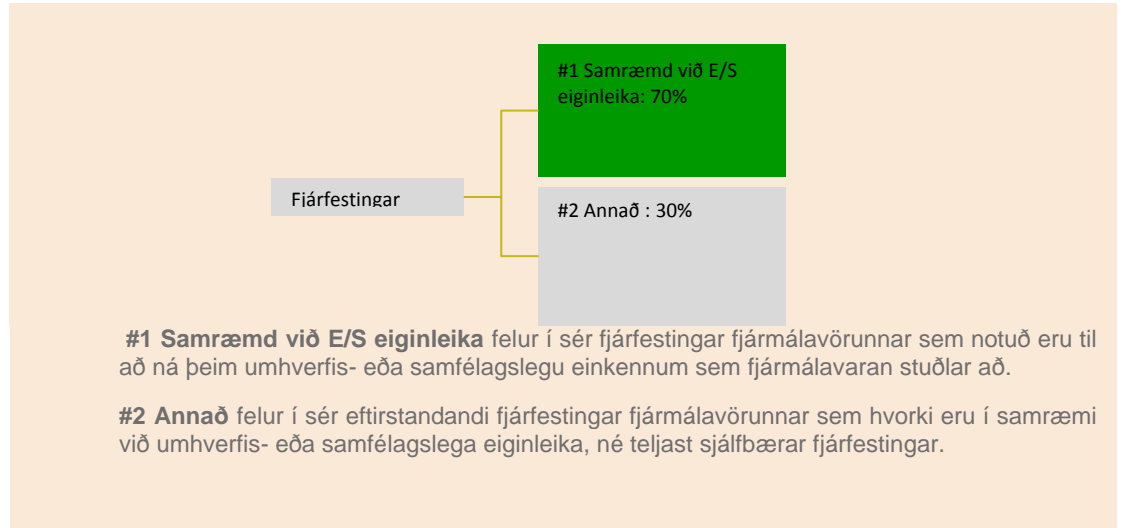 #1 Samræmd við E/S
eiginleika: 70%
Fjárfestingar
#2 Annað : 30%
#1 Samræmd við E/S eiginleika felur í sér fjárfestingar fjármálavörunnar sem notuð eru til
að ná þeim umhverfis- eða samfélagslegu einkennum sem fjármálavaran stuðlar að.
#2 Annað felur í sér eftirstandandi fjárfestingar fjármálavörunnar sem hvorki eru í samræmi
við umhverfis- eða samfélagslega eiginleika, né teljast sjálfbærar fjárfestingar.